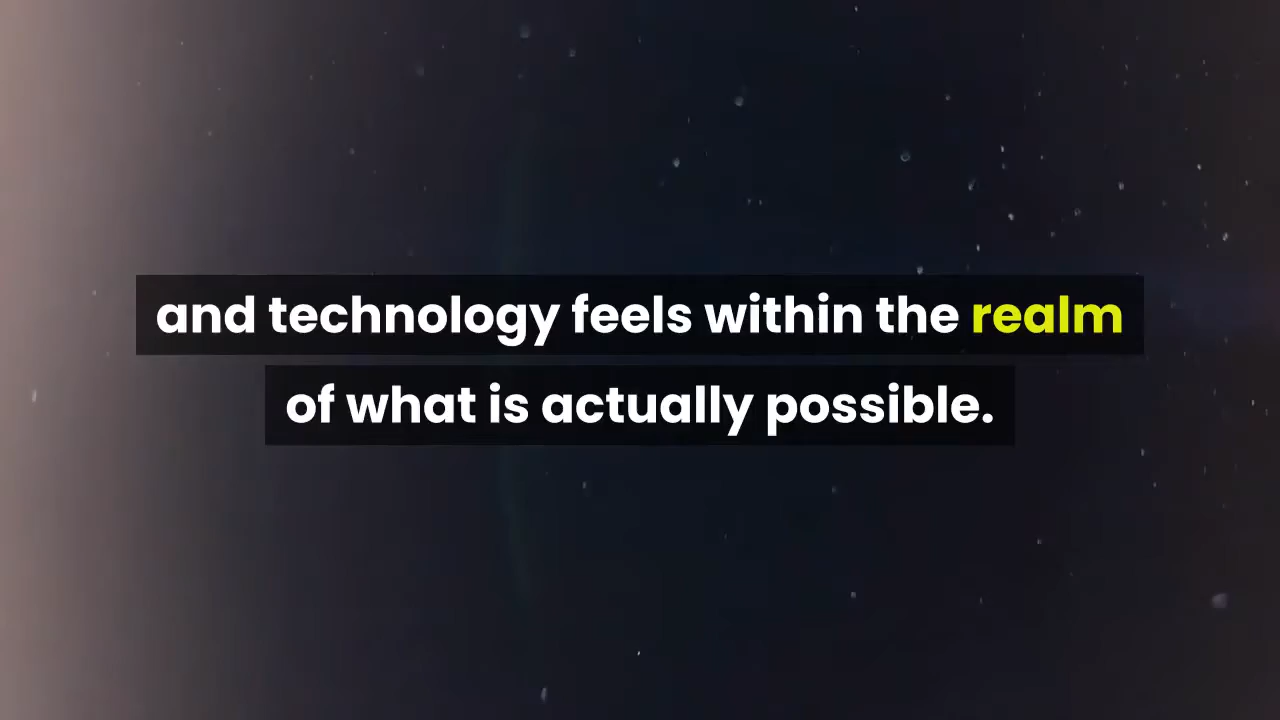 and technology feels within the realm
of what is actually possible.